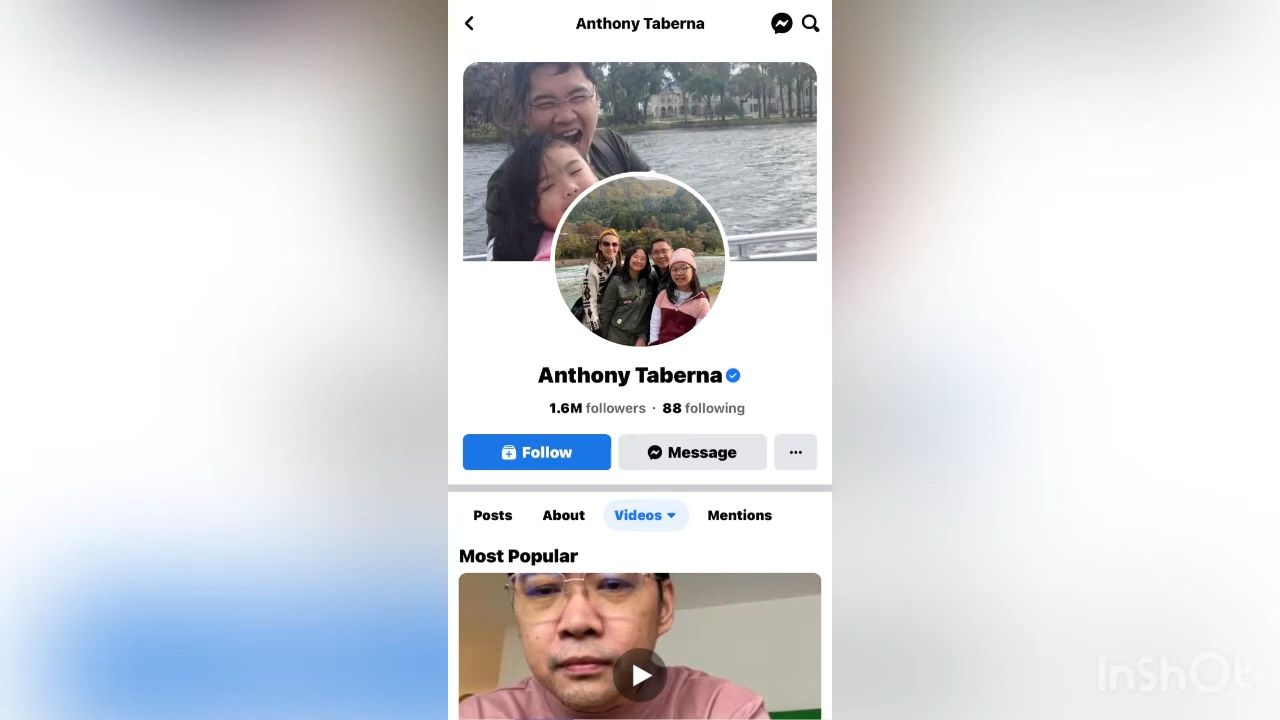 Anthony Taberna
Anthony Taberna
1.6M followers · 88 following
Follow
Message
Posts
About
Videos
Mentions
Most Popular
InShOt